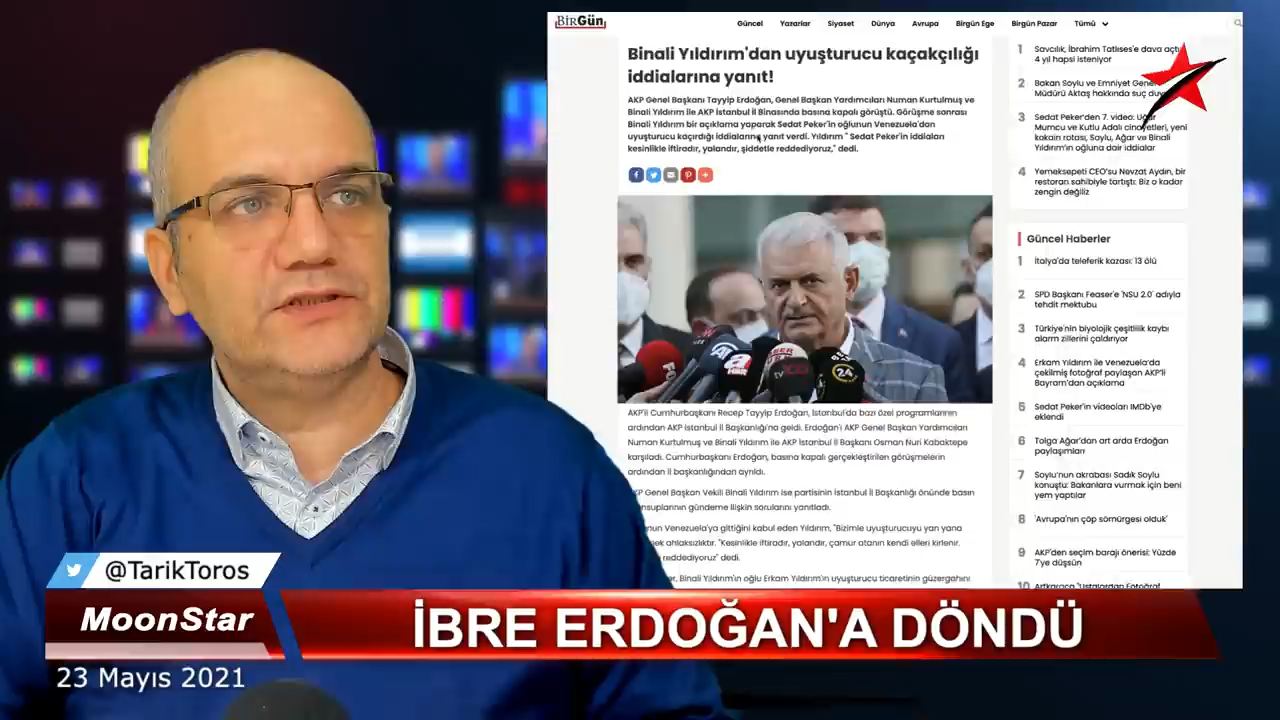 BirGün
Güncel Yazarlar Siyaset Dünya Avrupa Birgün Ege Birgün Pazar Tümü
Binali Yıldırım'dan uyuşturucu kaçakçılığı
iddialarına yanıt!
AKP Genel Başkanı Tayyip Erdoğan, Genel Başkan Yardımcıları Numan Kurtulmuş ve
Binali Yıldırım ile AKP İstanbul İl Binasında basına kapalı görüştü. Görüşme sonrası
Binali Yıldırım bir açıklama yaparak Sedat Peker'in oğlunun Venezuela'dan
uyuşturucu kaçırdığı iddialarına yanıt verdi. Yıldırım " Sedat Peker'in iddiaları
kesinlikle iftiradır, yalandır, şiddetle reddediyoruz," dedi.
AKP'li Cumhurbaşkanı Recep Tayyip Erdoğan, İstanbul'da bazı özel programlarının
ardından AKP İstanbul İl Başkanlığı'na geldi. Erdoğan'ı AKP Genel Başkan Yardımcıları
Numan Kurtulmuş ve Binali Yıldırım ile AKP İstanbul İl Başkanı Osman Nuri Kabaktepe
karşıladı. Cumhurbaşkanı Erdoğan, basına kapalı gerçekleştirilen görüşmelerin
ardından il başkanlığından ayrıldı.
KP Genel Başkan Vekili Binali Yıldırım ise partisinin İstanbul İl Başkanlığı önünde basın
ensuplarının gündeme ilişkin sorularını yanıtladı.
unun Venezuela'ya gittiğini kabul eden Yıldırım, "Bizimle uyuşturucuyu yan yana
ek ahlaksızlıktır. "Kesinlikle iftiradır, yalandır, çamur atanın kendi elleri kirlenir.
reddediyoruz" dedi.
er, Binali Yıldırım'ın oğlu Erkam Yıldırım'ın uyuşturucu ticaretinin güzergahını
1 Savcılık, İbrahim Tatlıses'e dava açtı
4 yıl hapsi isteniyor
2 Bakan Soylu ve Emniyet Genel
Müdürü Aktaş hakkında suç
3 Sedat Peker'den 7. video: Uğur
Mumcu ve Kutlu Adalı cinayetleri, yeni
kokain rotası, Soylu, Ağar ve Binali
Yıldırım'ın oğluna dair iddialar
4 Yemeksepeti CEO'su Nevzat Aydın, bir
restoran sahibiyle tartıştı: Biz o kadar
zengin değiliz
Güncel Haberler
1 İtalya'da teleferik kazası: 13 ölü
2 SPD Başkanı Feaser'e 'NSU 2.0' adıyla
tehdit mektubu
3 Türkiye'nin biyolojik çeşitlilik kaybı
alarm zillerini çaldırıyor
4 Erkam Yıldırım ile Venezuela'da
çekilmiş fotoğraf paylaşan AKP'li
Bayram'dan açıklama
5 Sedat Peker'in videoları IMDb'ye
eklendi
6 Tolga Ağar'dan art arda Erdoğan
paylaşımları
7 Soylu'nun akrabası Sadık Soylu
konuştu: Bakanlara vurmak için beni
yem yaptılar
8 'Avrupa'nın çöp sömürgesi olduk'
9 AKP'den seçim barajı önerisi: Yüzde
7'ye düşsün
10 Artkaraca "Ustalardan Fotoğraf
@TarikToros
MoonStar
İBRE ERDOĞAN'A DÖNDÜ
23 Mayıs 2021